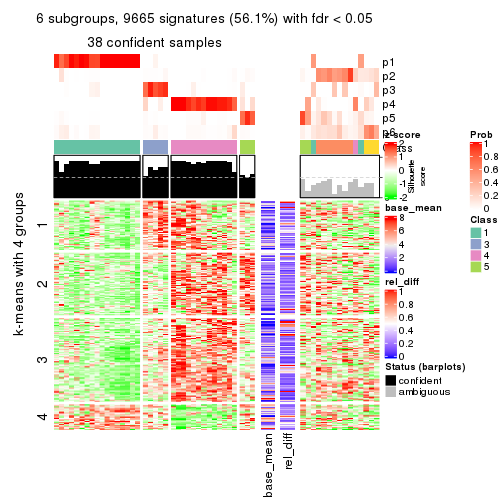 6 subgroups, 9665 signatures (56.1%) with fdr < 0.05
38 confident samples
p1
p2
p3
p4
p5
p6
Class
z-score
2
1
0
-1
-2
Silhouette
score
Prob
1
0.8
0.6
0.4
0.2
0
base_mean
8
6
4
2
0
Class
1
3
4
5
rel_diff
1
0.8
0.6
0.4
0.2
0
Status (barplots)
confident
ambiguous
k-means with 4 groups
1
2
3
4
base_mean
rel_diff